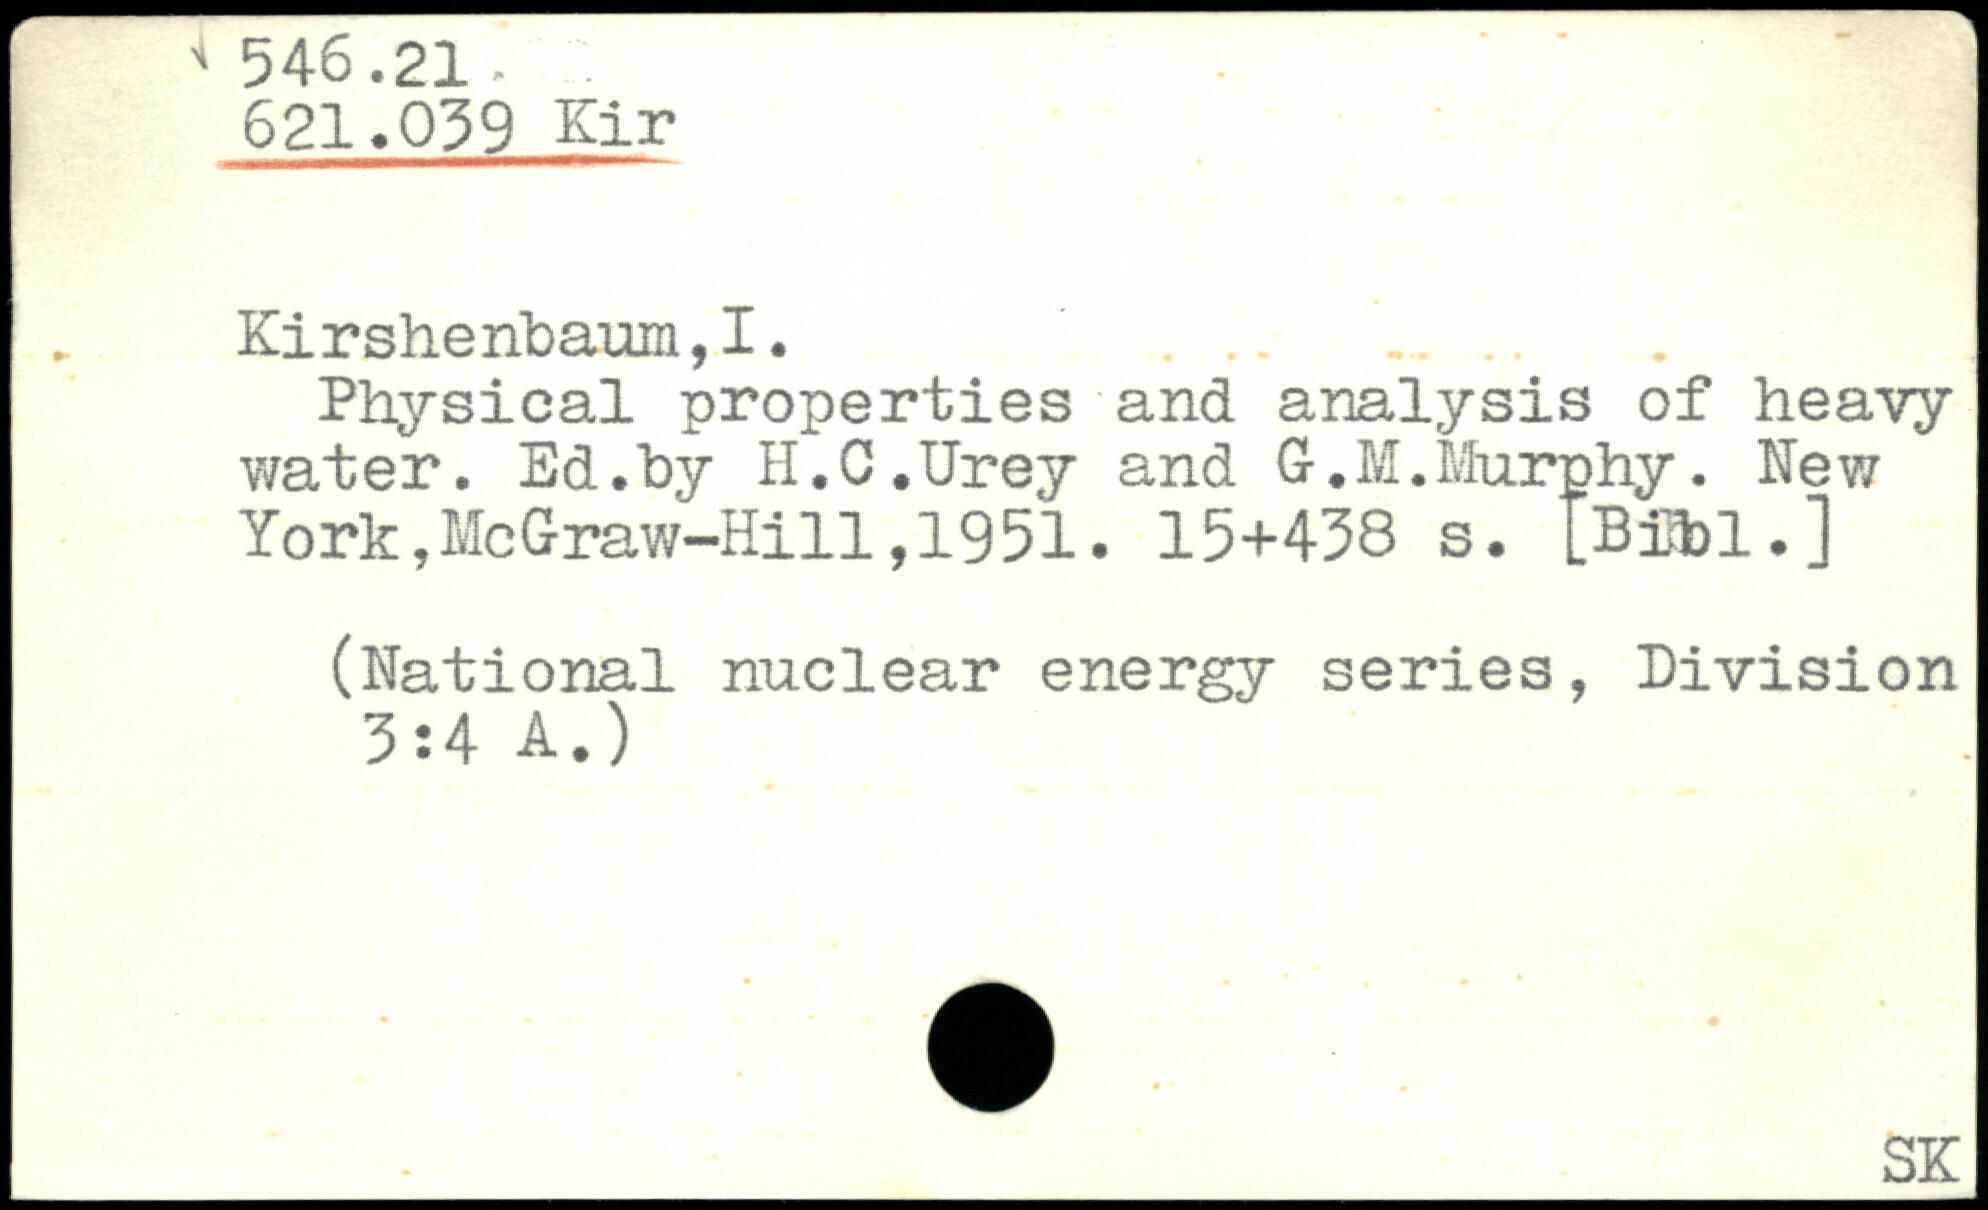 546.21
621.039 Kir
Kirshenbaum,I.
Physical properties and analysis of heavy
water. Ed.by H.C.Urey and G.M.Murphy. New
York,McGraw-Hill,1951. 15+438 s. [Bibl.]
(National nuclear energy series, Division
3:4 A.)
SK